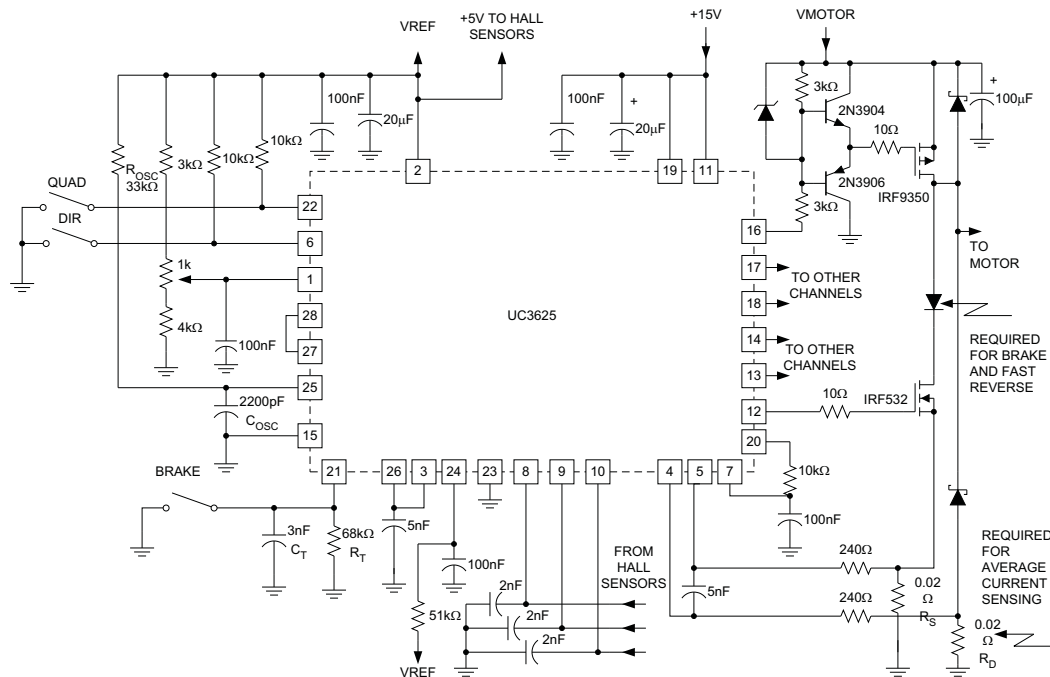 VREF
+5V TO HALL
SENSORS
+15V
VMOTOR
100nF
20µF
100nF
+
20µF
3kΩ
2N3904
+
100µF
10Ω
ROSC
33kΩ
3kΩ
10kΩ
10kΩ
2
19
11
2N3906
IRF9350
3kΩ
QUAD
22
DIR
6
16
TO
MOTOR
1k
1
17
TO OTHER
CHANNELS
28
UC3625
18
4kΩ
100nF
27
14
TO OTHER
CHANNELS
REQUIRED
FOR BRAKE
AND FAST
REVERSE
25
13
2200pF
COSC
10Ω
IRF532
12
15
20
BRAKE
21
26
3
24
23
8
9
10
4
5
7
10kΩ
3nF
CT
68kΩ
RT
5nF
100nF
100nF
FROM
HALL
SENSORS
240Ω
REQUIRED
FOR
AVERAGE
CURRENT
SENSING
2nF
5nF
240Ω
0.02
Ω
RS
51kΩ
2nF
2nF
0.02
Ω
RD
VREF